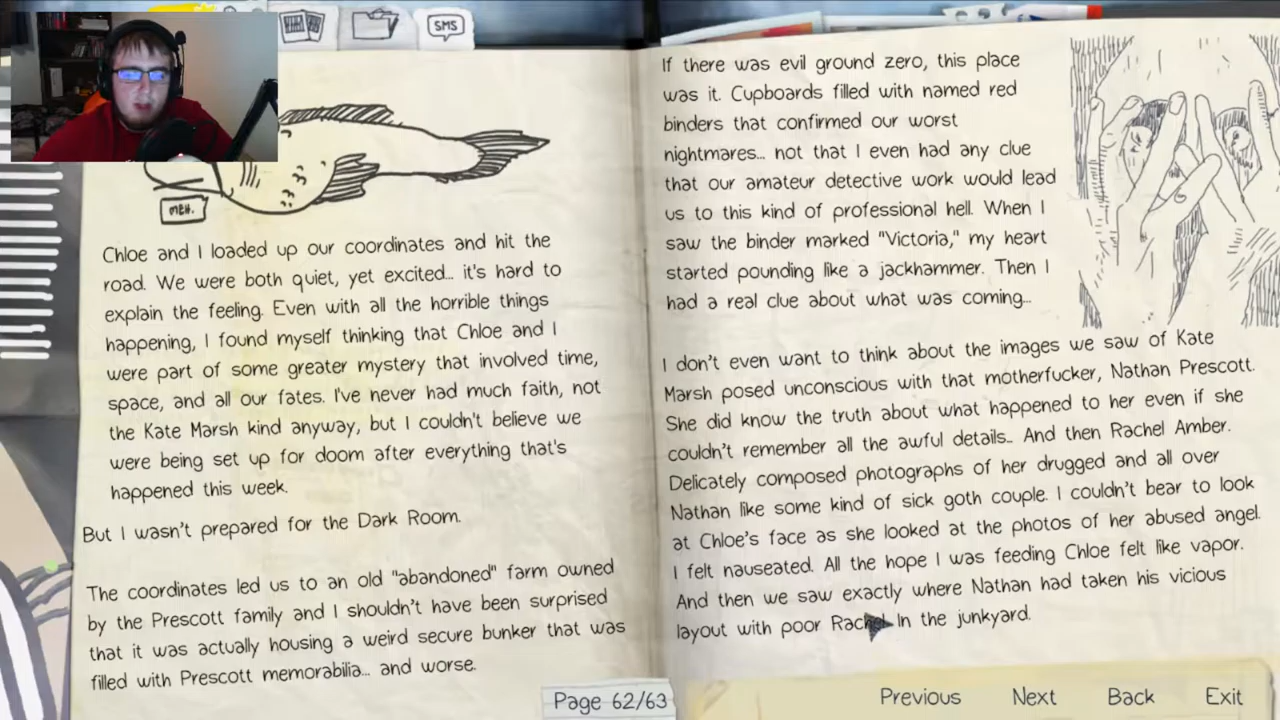 SMS
MEH.
Chloe and I loaded up our coordinates and hit the
road. We were both quiet, yet excited... it's hard to
explain the feeling. Even with all the horrible things
happening, I found myself thinking that Chloe and I
were part of some greater mystery that involved time,
space, and all our fates. I've never had much faith, not
the Kate Marsh kind anyway, but I couldn't believe we
were being set up for doom after everything that's
happened this week.
But I wasn't prepared for the Dark Room.
The coordinates led us to an old "abandoned" farm owned
by the Prescott family and I shouldn't have been surprised
that it was actually housing a weird secure bunker that was
filled with Prescott memorabilia... and worse.
If there was evil ground zero, this place
was it. Cupboards filled with named red
binders that confirmed our worst
nightmares... not that I even had any clue
that our amateur detective work would lead
us to this kind of professional hell. When I
saw the binder marked "Victoria," my heart
started pounding like a jackhammer. Then I
had a real clue about what was coming...
I don't even want to think about the images we saw of Kate
Marsh posed unconscious with that motherfucker, Nathan Prescott.
She did know the truth about what happened to her even if she
couldn't remember all the awful details... And then Rachel Amber.
Delicately composed photographs of her drugged and all over
Nathan like some kind of sick goth couple. I couldn't bear to look
at Chloe's face as she looked at the photos of her abused angel.
I felt nauseated. All the hope I was feeding Chloe felt like vapor.
And then we saw exactly where Nathan had taken his vicious
layout with poor Rachel. In the junkyard.
Page 62/63
Previous Next Back Exit